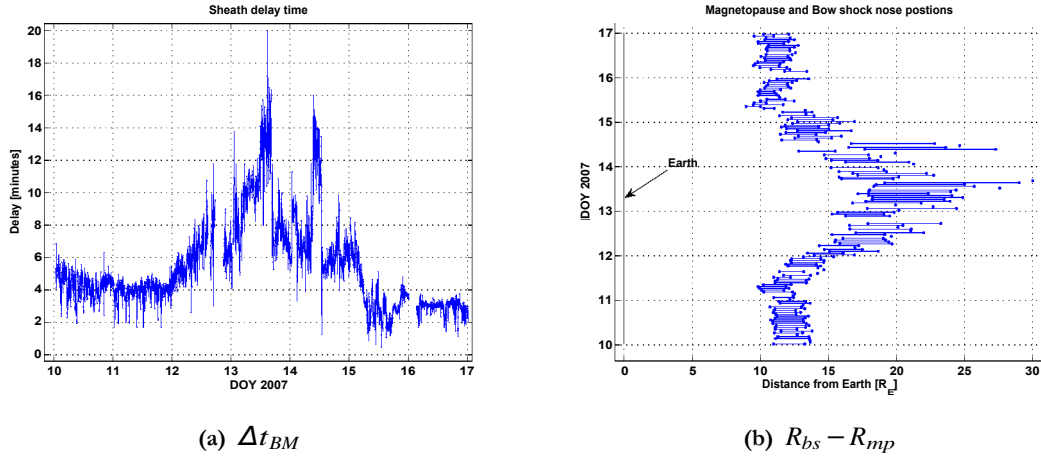 Sheath delay time
20
18
16
14
12
10
8
6
4
2
0
Delay [minutes]
10 11 12 13 14 15 16 17
DOY 2007
(a) Δt_BM
Magnetopause and Bow shock nose postions
17
16
15
14
13
12
11
10
DOY 2007
Earth
0 5 10 15 20 25 30
Distance from Earth [R_E]
(b) R_bs − R_mp